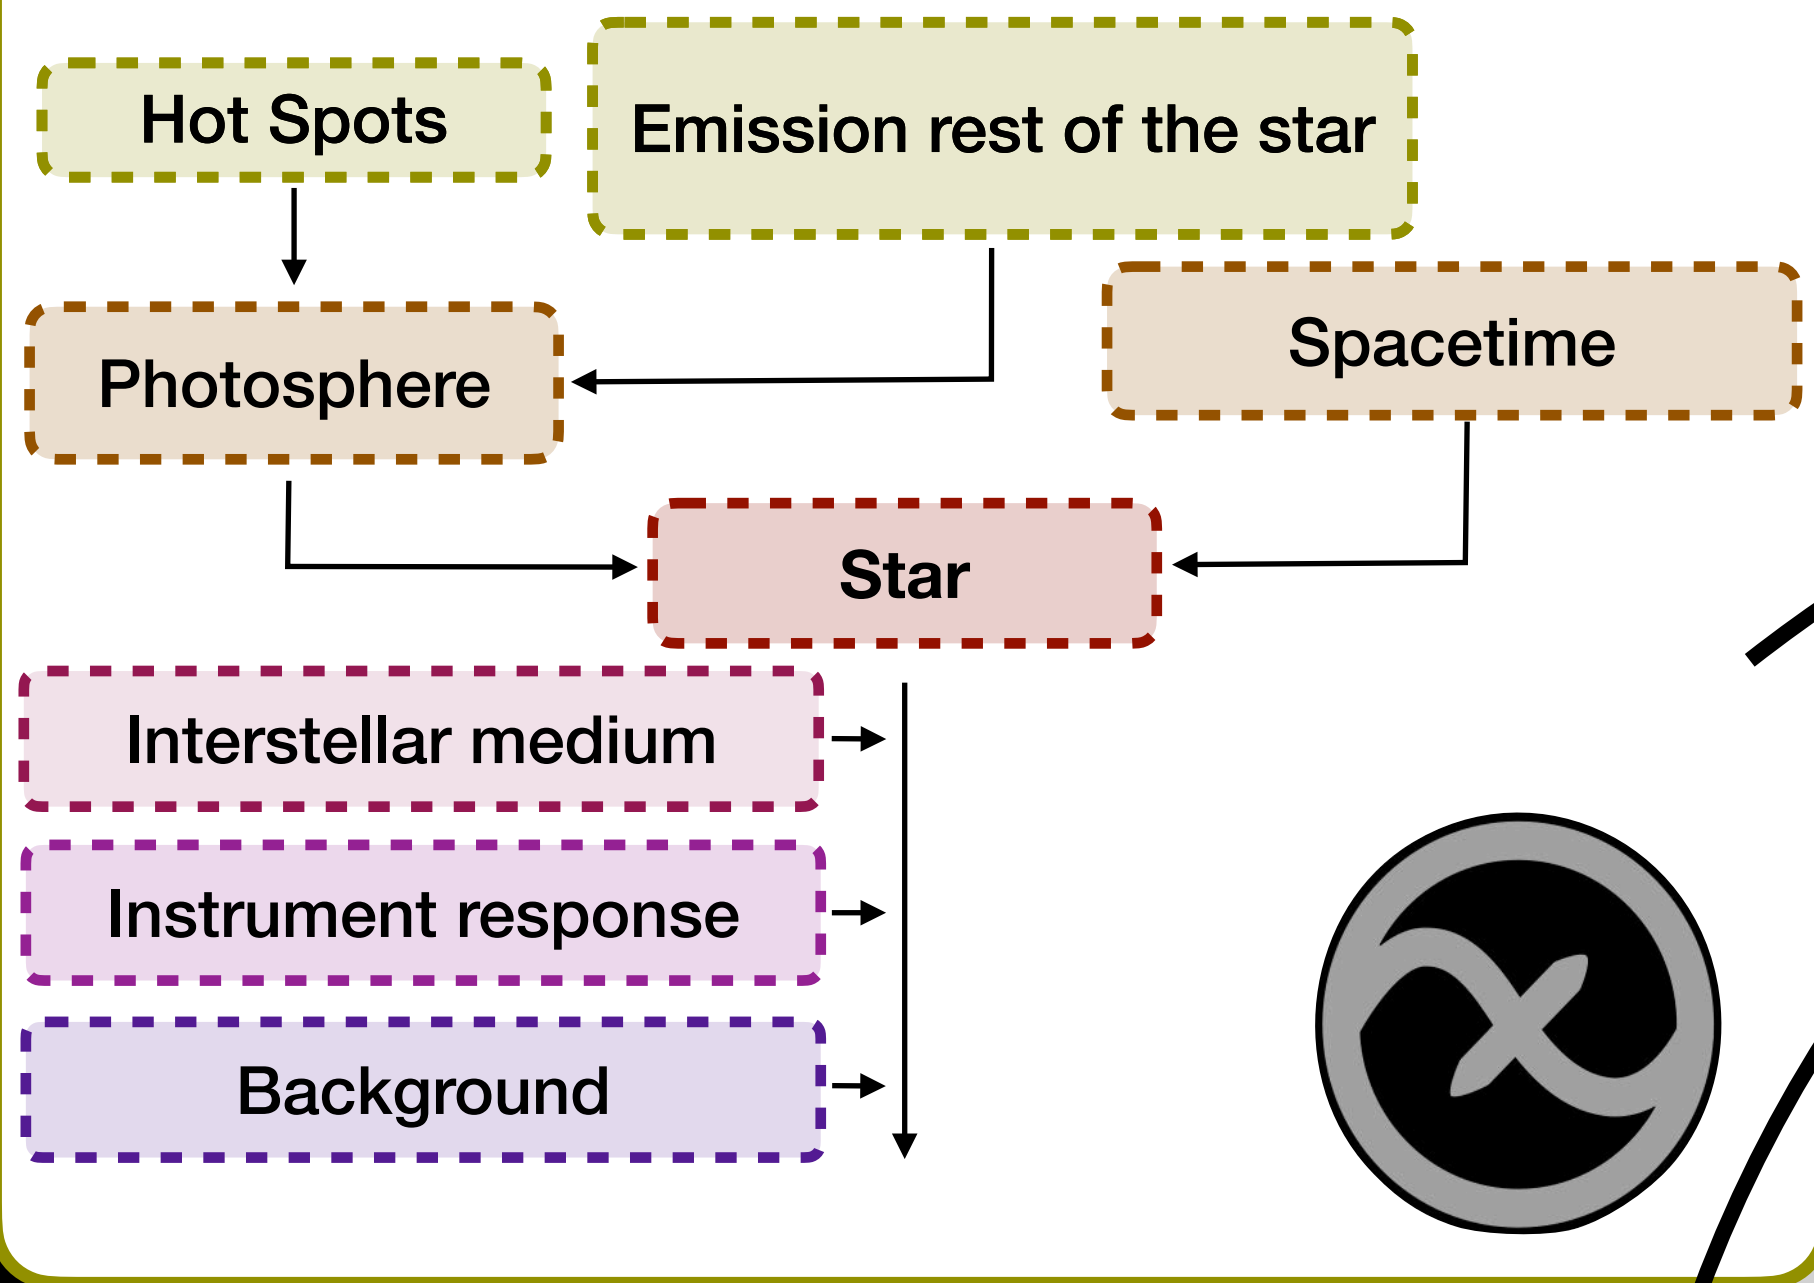 Hot Spots
Emission rest of the star
Photosphere
Spacetime
Star
Interstellar medium
Instrument response
Background